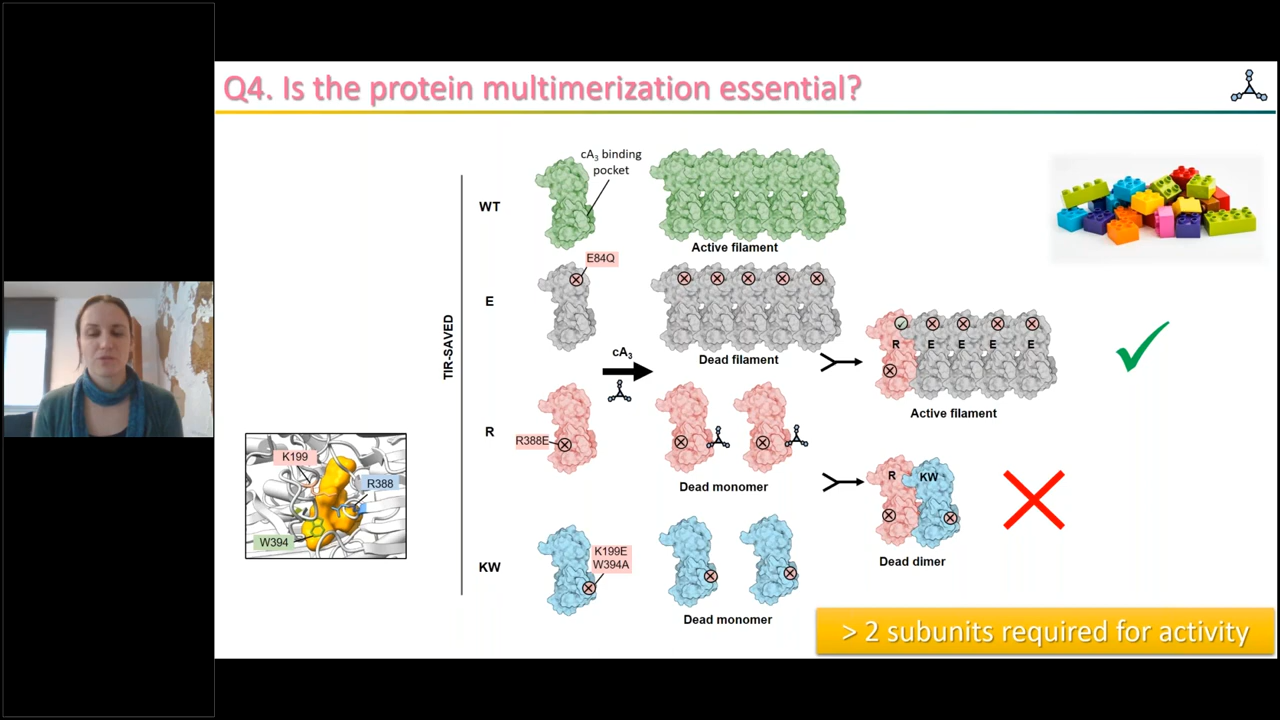 Q4. Is the protein multimerization essential?
cA3 binding
pocket
WT
Active filament
E84Q
E
Dead filament
TIR-SAVED
cA3
R E E E E
Active filament
R388E
R
Dead monomer
R KW
Dead dimer
K199
R388
W394
KW
K199E
W394A
Dead monomer
> 2 subunits required for activity